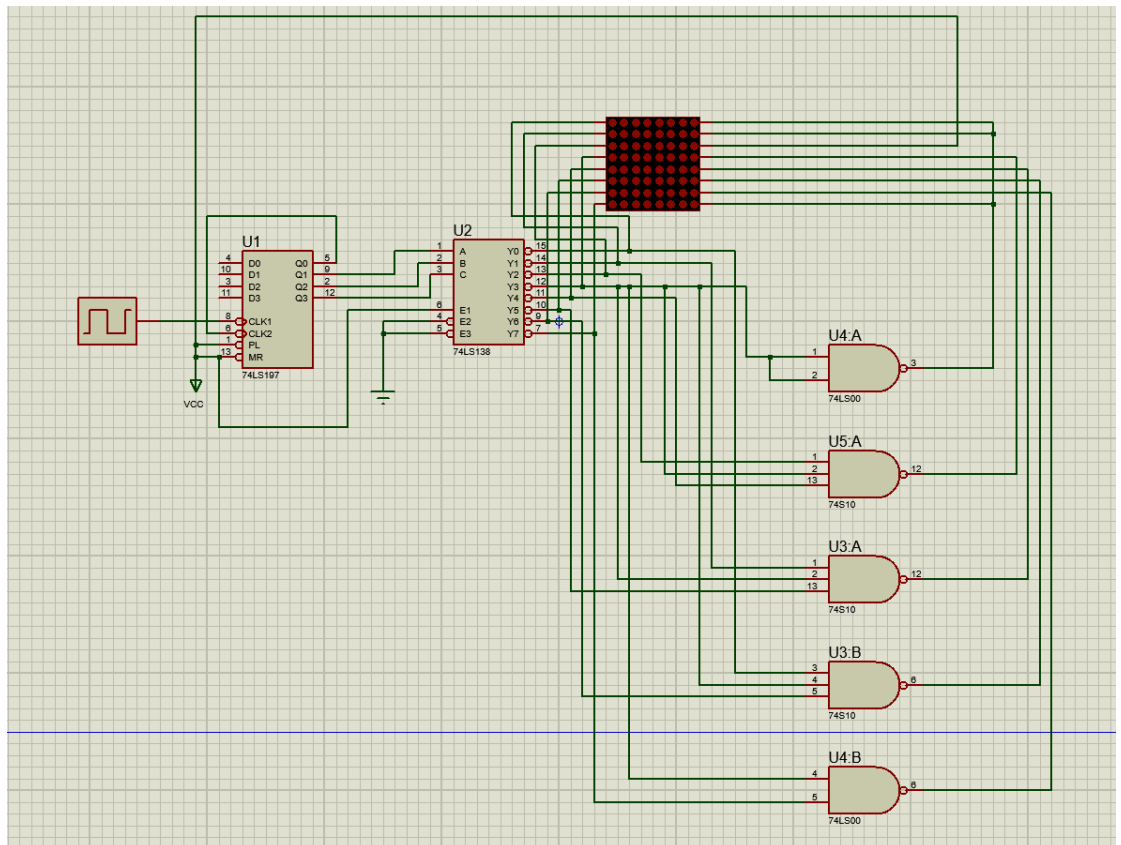 U1
4 D0 Q0 5
10 D1 Q1 9
3 D2 Q2 2
11 D3 Q3 12
8 CLK1
6 CLK2
1 PL
13 MR
74LS197
VCC
U2
1 A Y0 15
2 B Y1 14
3 C Y2 13
Y3 12
Y4 11
6 E1 Y5 10
4 E2 Y6 9
5 E3 Y7 7
74LS138
U4:A
1
3
2
74LS00
U5:A
1
2 12
13
74S10
U3:A
1
2 12
13
74S10
U3:B
3
4 6
5
74S10
U4:B
4
6
5
74LS00